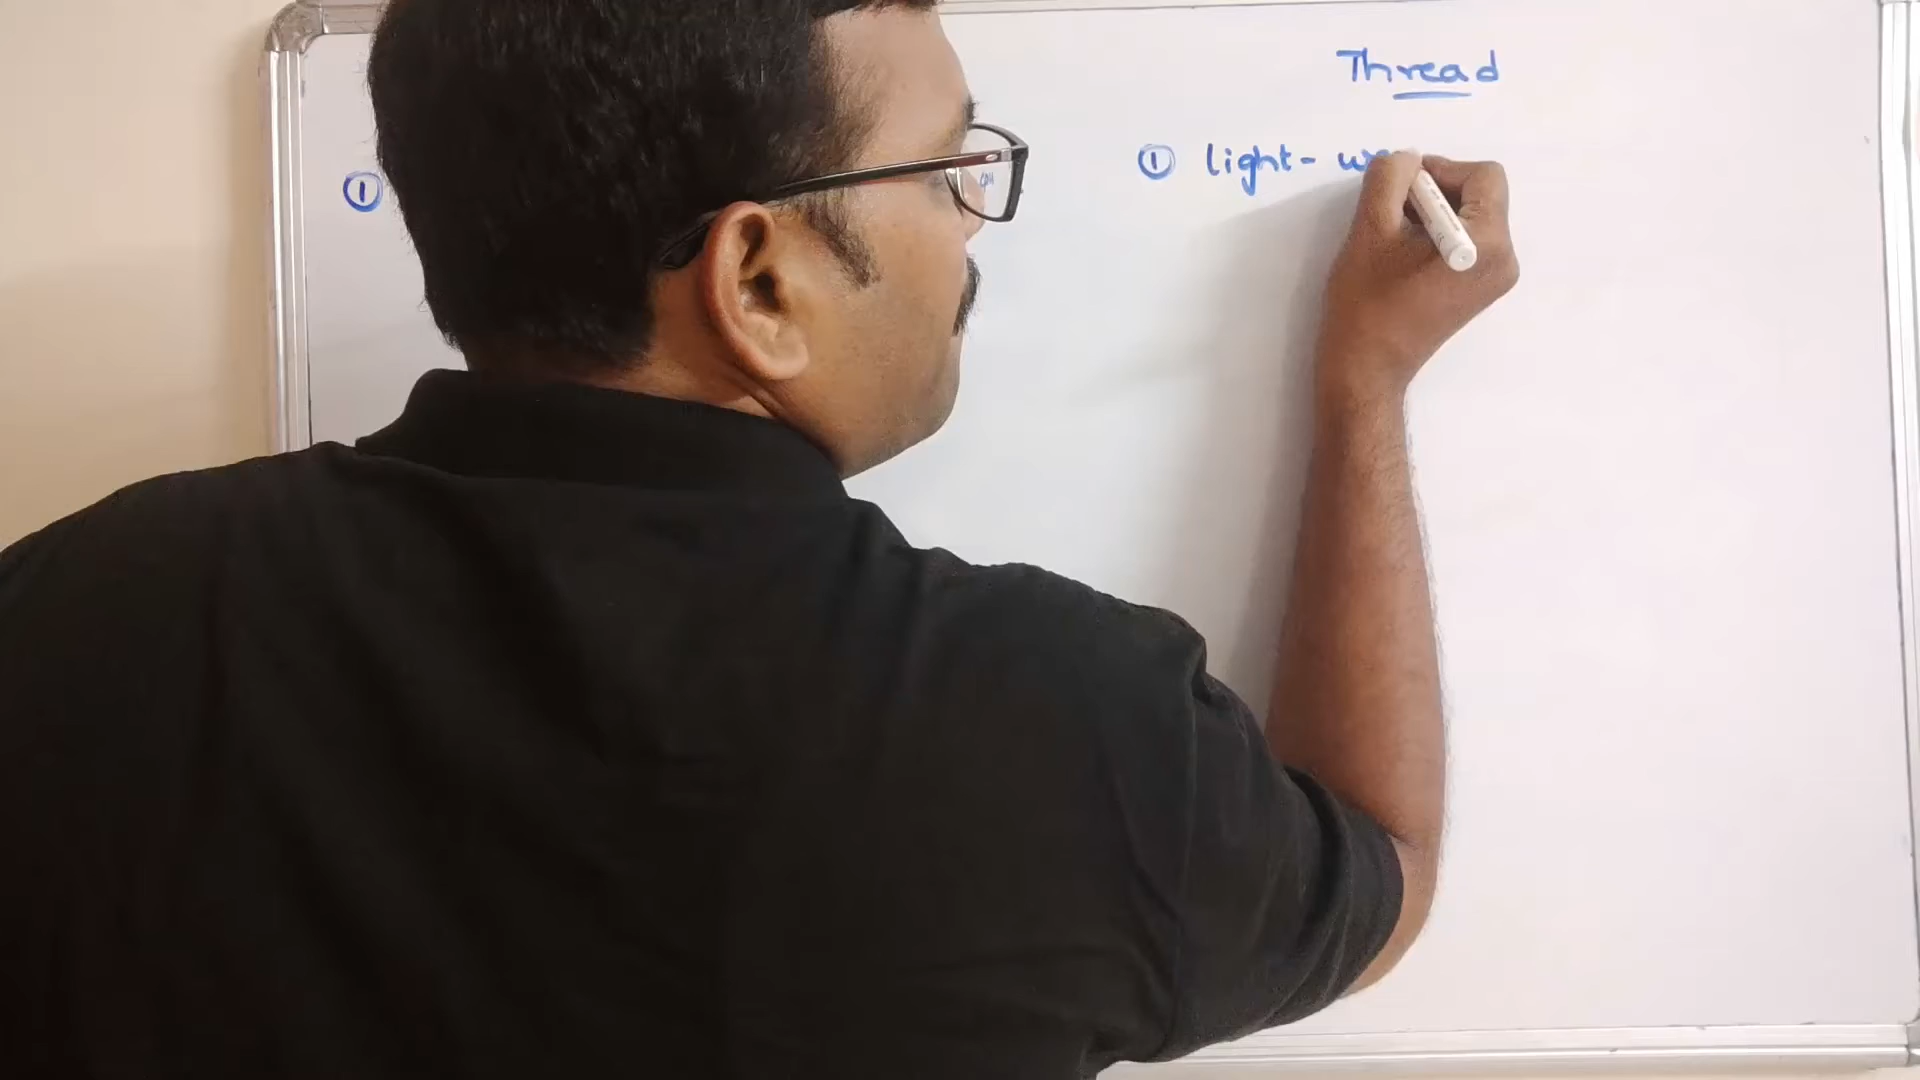 Thread
① ① light-